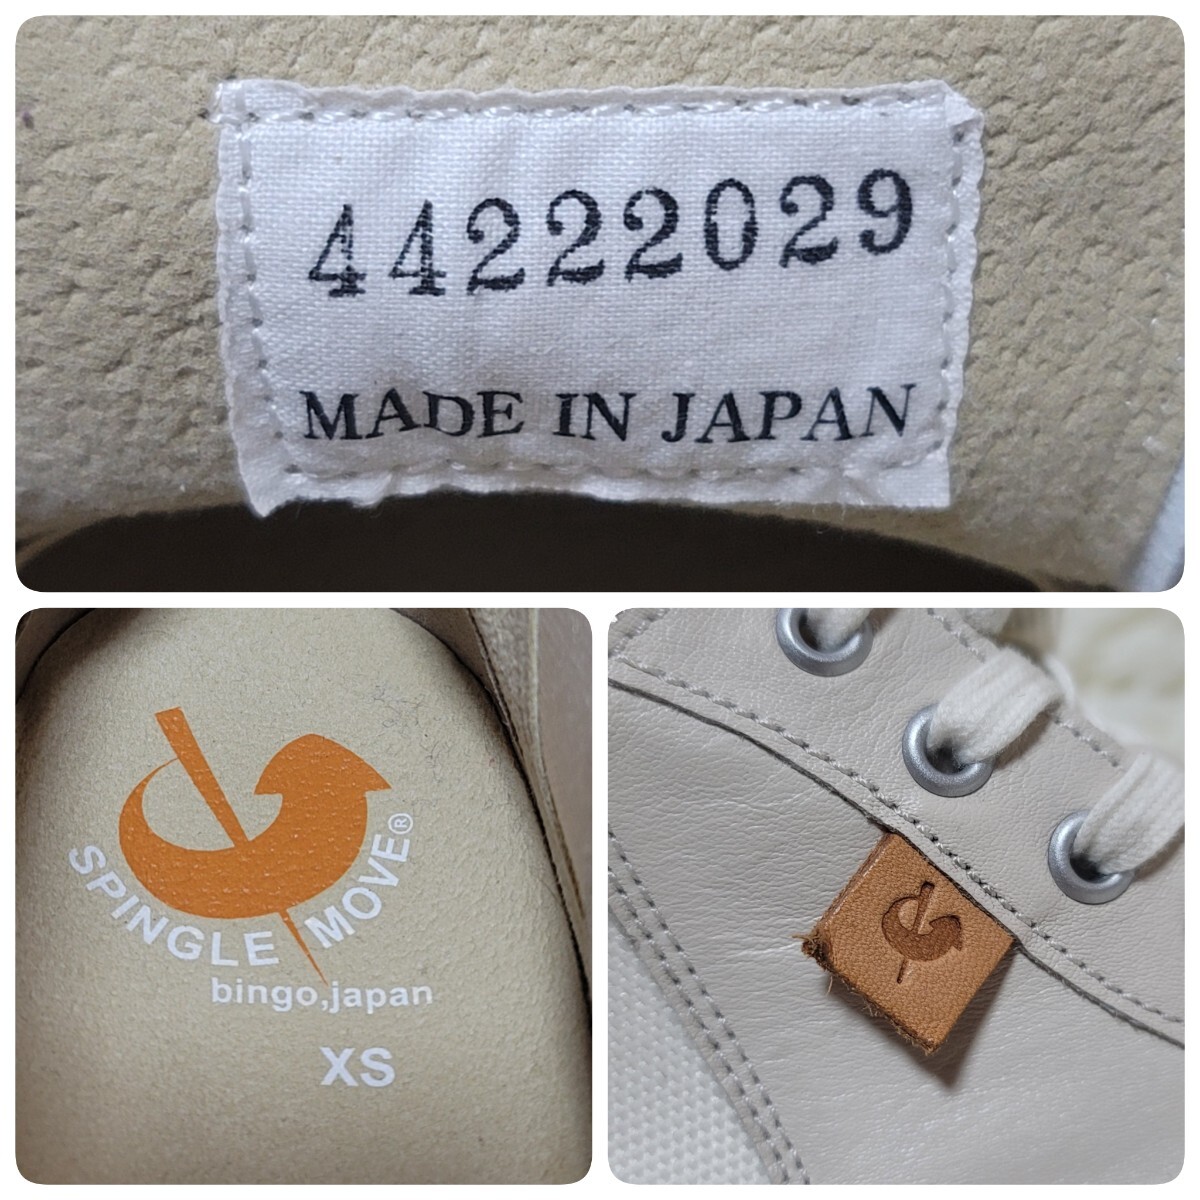 44222029
MADE IN JAPAN
SPINGLE MOVE®
bingo,japan
XS